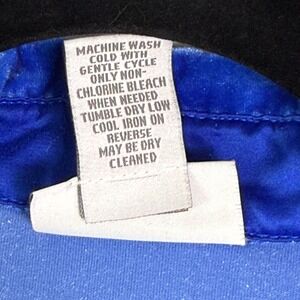 MACHINE WASH
COLD WITH
GENTLE CYCLE
ONLY NON-
CHLORINE BLEACH
WHEN NEEDED
TUMBLE DRY LOW
COOL IRON ON
REVERSE
MAY BE DRY
CLEANED